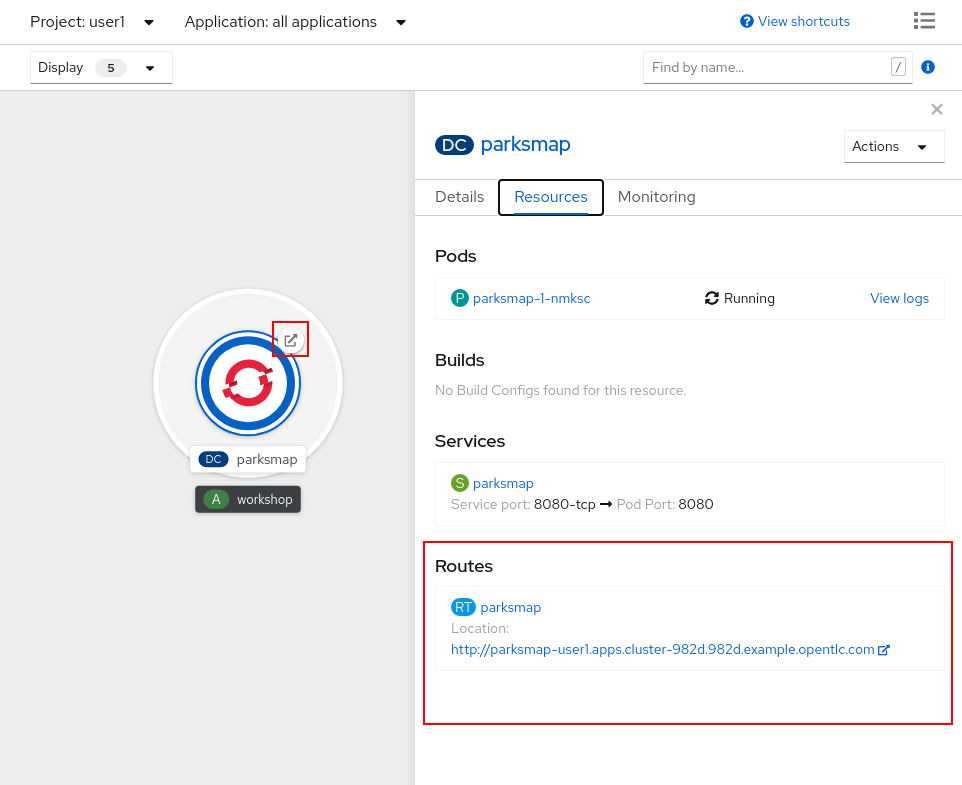 Project: user1
Application: all applications
View shortcuts
Display 5
Find by name...
/
DC parksmap
Actions
Details
Resources
Monitoring
Pods
P parksmap-1-nmksc
Running
View logs
Builds
No Build Configs found for this resource.
Services
S parksmap
Service port: 8080-tcp → Pod Port: 8080
Routes
RT parksmap
Location:
http://parksmap-user1.apps.cluster-982d.982d.example.opentlc.com
DC parksmap
A workshop